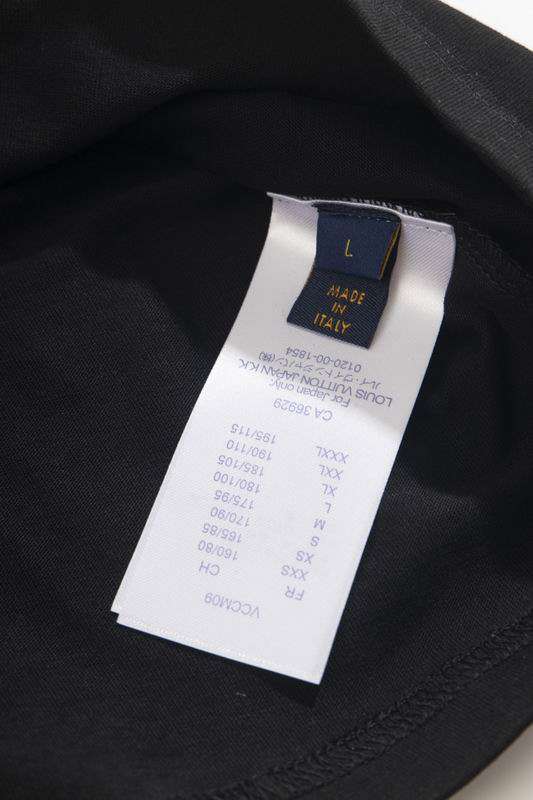 L
MADE
IN
ITALY
VCCM09
FR CH
XXS 160/80
XS 165/85
S 170/90
M 175/95
L 180/100
XL 185/105
XXL 190/110
XXXL 195/115
CA 36929
For Japan only:
LOUIS VUITTON JAPAN K.K.
ルイ・ヴィトンジャパン(株)
0120-00-1854